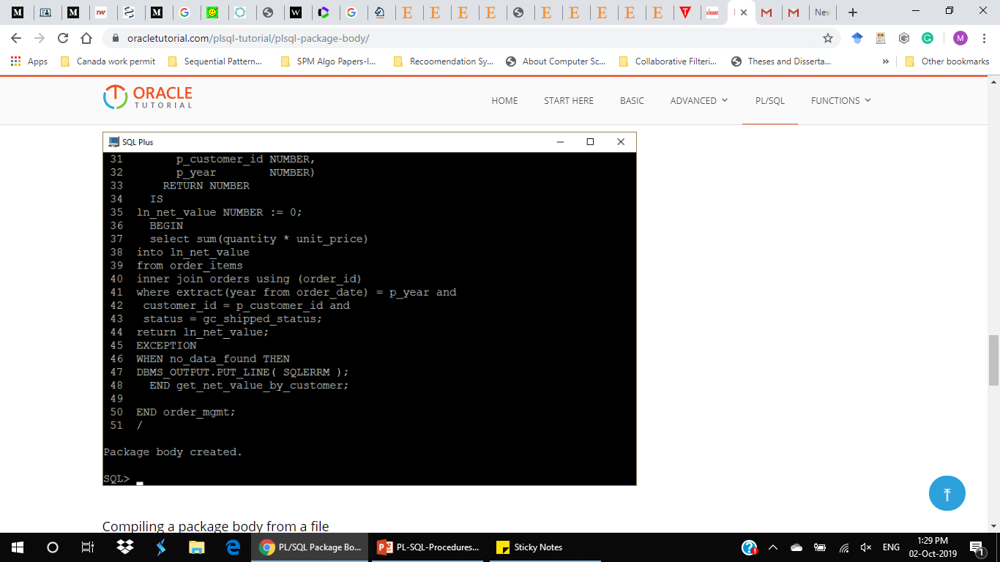 New
oracletutorial.com/plsql-tutorial/plsql-package-body/
M
Apps Canada work permit Sequential Pattern... SPM Algo Papers-I... Recoomendation Sy... About Computer Sc... Collaborative Filteri... Theses and Disserta... » Other bookmarks
ORACLE
TUTORIAL
HOME START HERE BASIC ADVANCED PL/SQL FUNCTIONS
SQL Plus
31 p_customer_id NUMBER,
32 p_year NUMBER)
33 RETURN NUMBER
34 IS
35 ln_net_value NUMBER := 0;
36 BEGIN
37 select sum(quantity * unit_price)
38 into ln_net_value
39 from order_items
40 inner join orders using (order_id)
41 where extract(year from order_date) = p_year and
42 customer_id = p_customer_id and
43 status = gc_shipped_status;
44 return ln_net_value;
45 EXCEPTION
46 WHEN no_data_found THEN
47 DBMS_OUTPUT.PUT_LINE( SQLERRM );
48 END get_net_value_by_customer;
49
50 END order_mgmt;
51 /
Package body created.
SQL> _
Compiling a package body from a file
PL/SQL Package Bo... PL-SQL-Procedures... Sticky Notes ENG 1:29 PM
02-Oct-2019 1